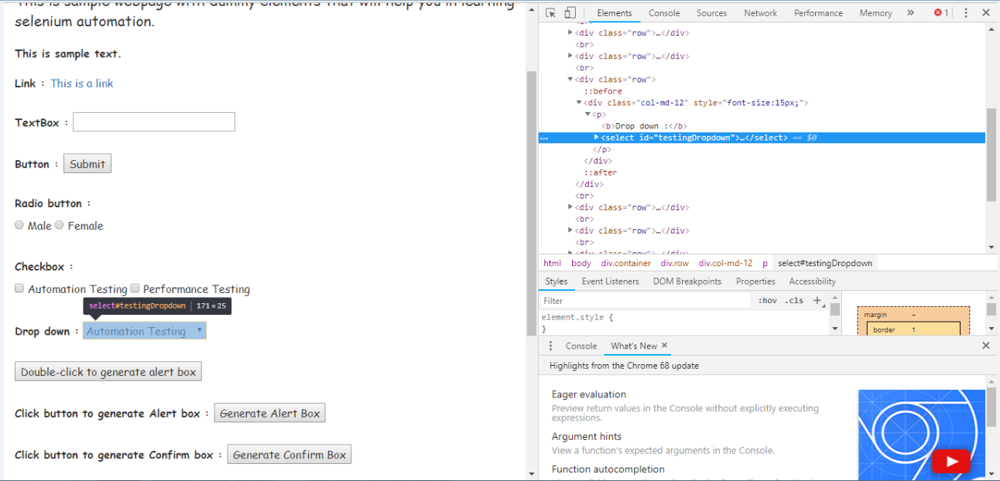 This is sample webpage with dummy elements that will help you in learning
selenium automation.
This is sample text.
Link : This is a link
TextBox :
Button : Submit
Radio button :
Male Female
Checkbox :
Automation Testing Performance Testing
select#testingDropdown 171 × 25
Drop down : Automation Testing
Double-click to generate alert box
Click button to generate Alert box : Generate Alert Box
Click button to generate Confirm box : Generate Confirm Box
Elements Console Sources Network Performance Memory » 1
<br>
<div class="row">…</div>
<br>
<div class="row">…</div>
<br>
<div class="row">
::before
<div class="col-md-12" style="font-size:15px;">
<p>
<b>Drop down :</b>
<select id="testingDropdown">…</select> == $0
</p>
</div>
::after
</div>
<br>
<div class="row">…</div>
<br>
<div class="row">…</div>
<br>
<div class="row">…</div>
html body div.container div.row div.col-md-12 p select#testingDropdown
Styles Event Listeners DOM Breakpoints Properties Accessibility
Filter :hov .cls +
element.style {
}
margin –
border 1
Console What's New
Highlights from the Chrome 68 update
Eager evaluation
Preview return values in the Console without explicitly executing
expressions.
Argument hints
View a function's expected arguments in the Console.
Function autocompletion